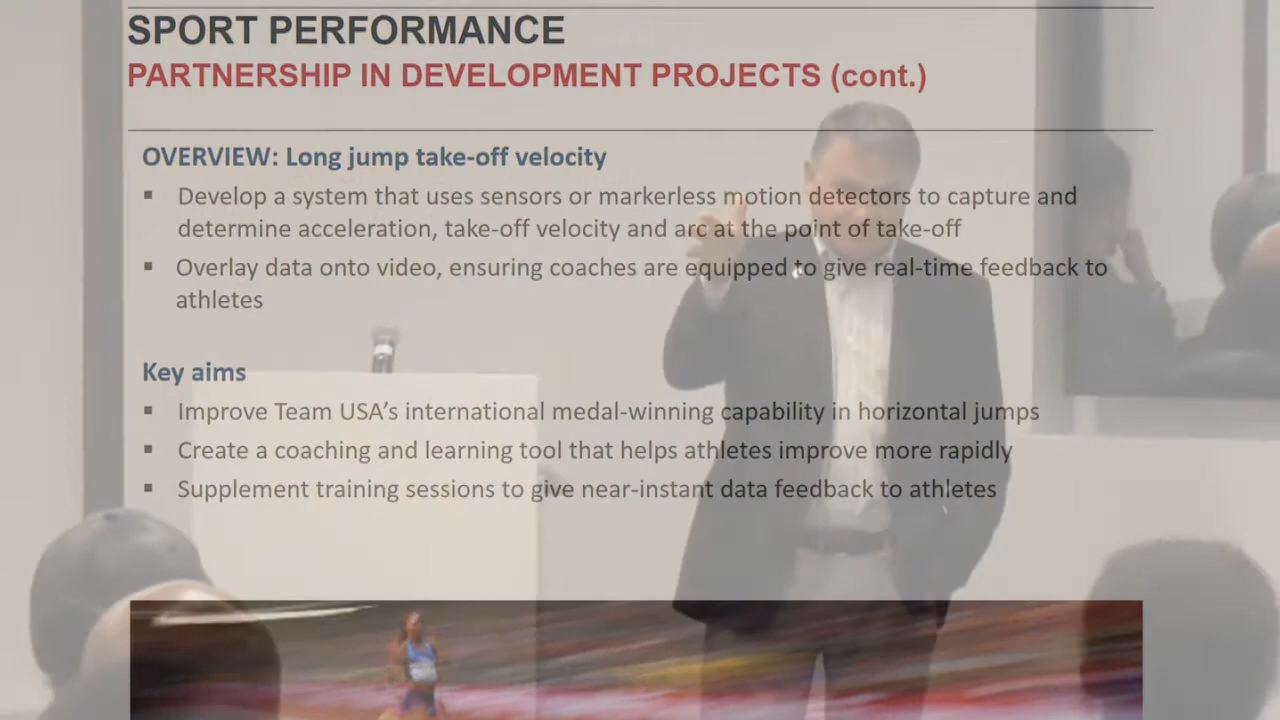 SPORT PERFORMANCE
PARTNERSHIP IN DEVELOPMENT PROJECTS (cont.)
OVERVIEW: Long jump take-off velocity
▪ Develop a system that uses sensors or markerless motion detectors to capture and
determine acceleration, take-off velocity and arc at the point of take-off
▪ Overlay data onto video, ensuring coaches are equipped to give real-time feedback to
athletes
Key aims
▪ Improve Team USA’s international medal-winning capability in horizontal jumps
▪ Create a coaching and learning tool that helps athletes improve more rapidly
▪ Supplement training sessions to give near-instant data feedback to athletes